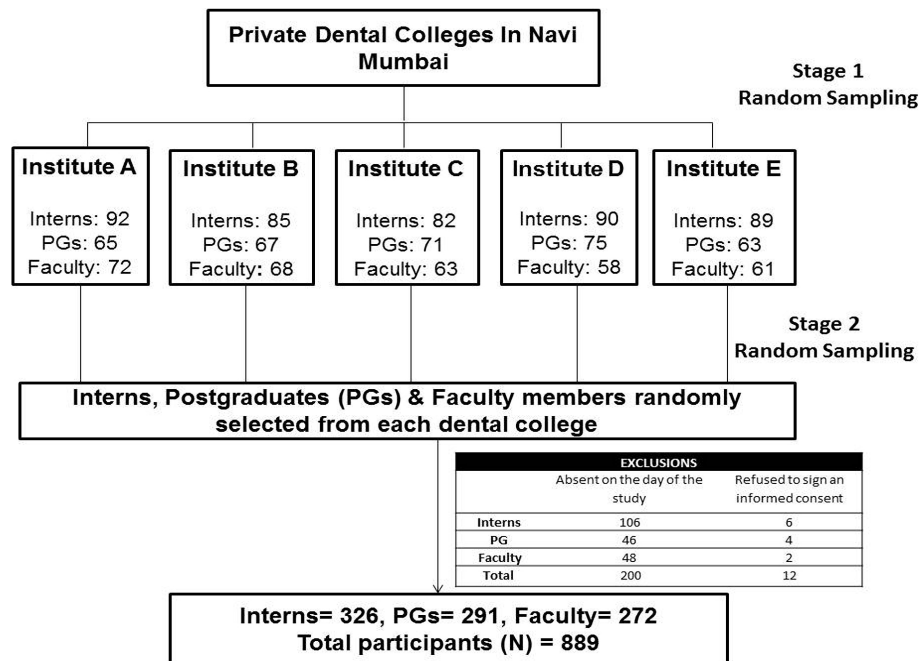 Private Dental Colleges In Navi
Mumbai
Stage 1
Random Sampling
Institute A
Interns: 92
PGs: 65
Faculty: 72
Institute B
Interns: 85
PGs: 67
Faculty: 68
Institute C
Interns: 82
PGs: 71
Faculty: 63
Institute D
Interns: 90
PGs: 75
Faculty: 58
Institute E
Interns: 89
PGs: 63
Faculty: 61
Stage 2
Random Sampling
Interns, Postgraduates (PGs) & Faculty members randomly
selected from each dental college
EXCLUSIONS
Absent on the day of the
study
Refused to sign an
informed consent
Interns 106 6
PG 46 4
Faculty 48 2
Total 200 12
Interns= 326, PGs= 291, Faculty= 272
Total participants (N) = 889